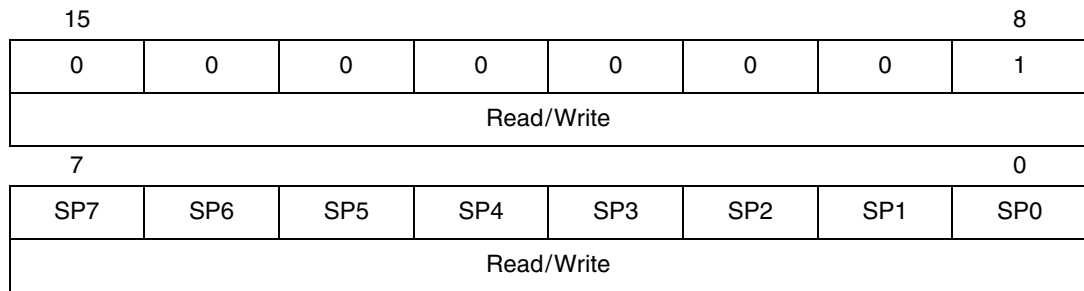 15 8
0 0 0 0 0 0 0 1
Read/Write
7 0
SP7 SP6 SP5 SP4 SP3 SP2 SP1 SP0
Read/Write